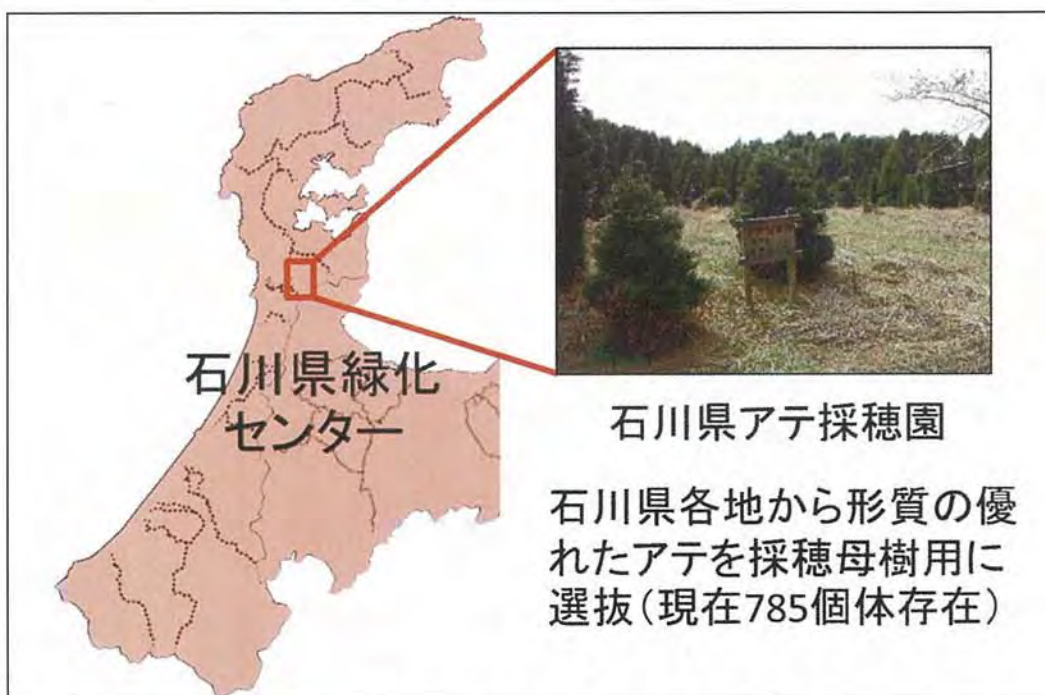 石川県緑化
センター
石川県アテ採穂園
石川県各地から形質の優
れたアテを採穂母樹用に
選抜（現在785個体存在）